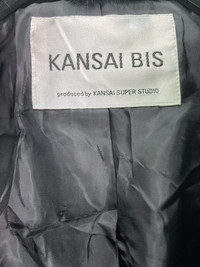 KANSAI BIS
produced by KANSAI SUPER STUDIO